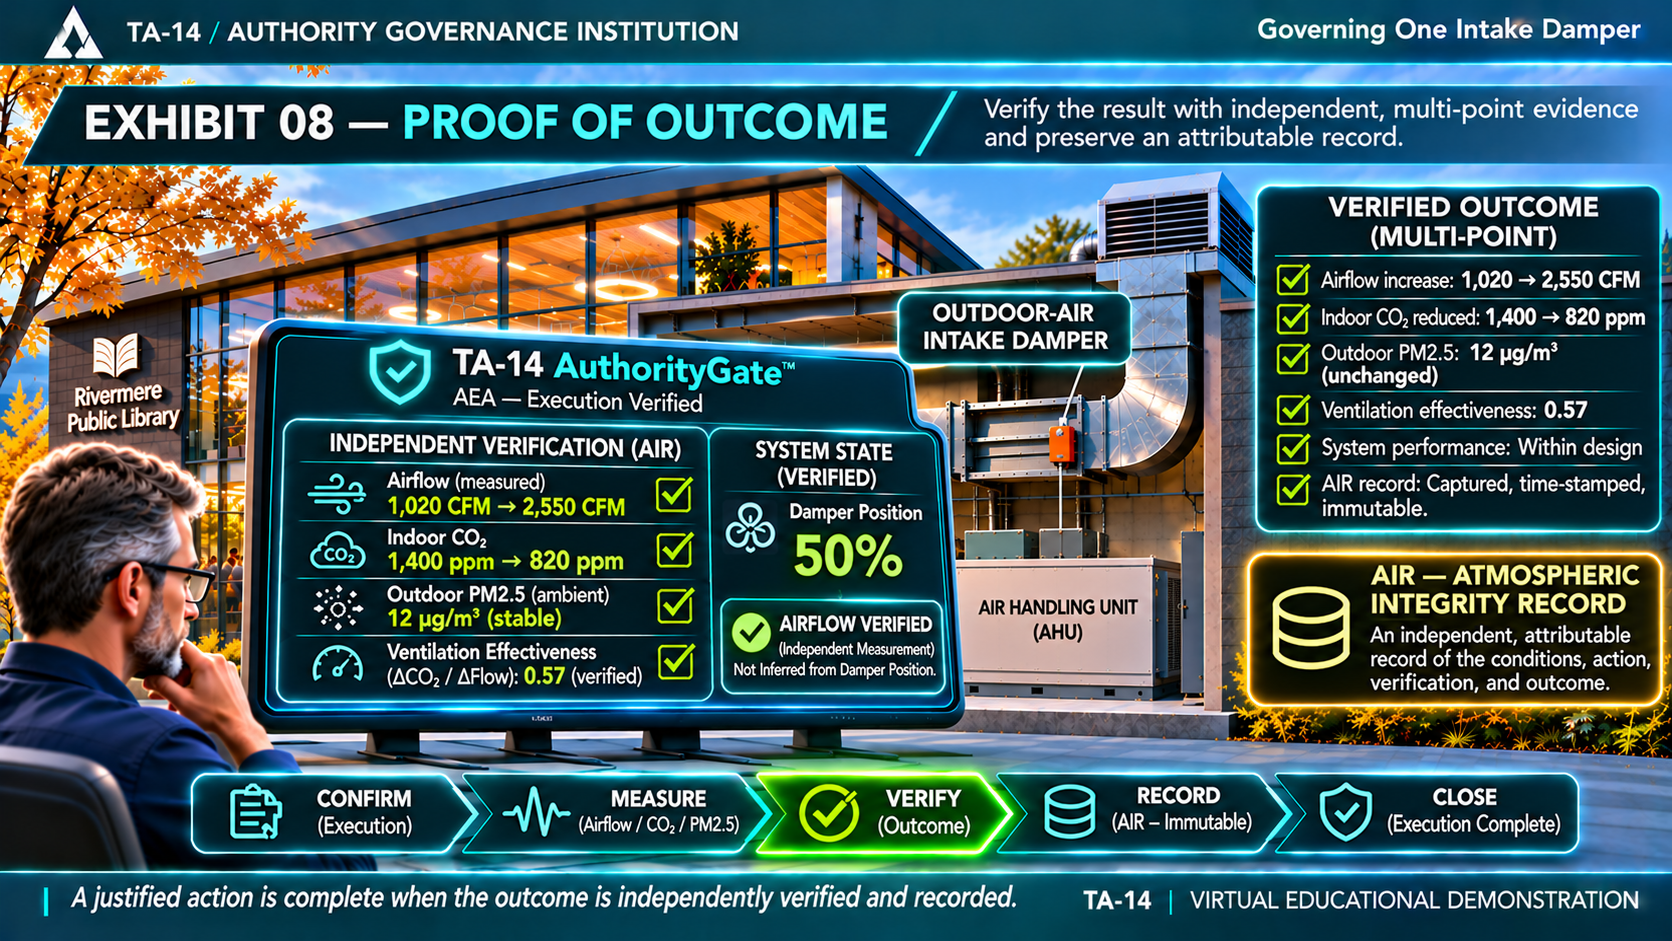 TA-14 / AUTHORITY GOVERNANCE INSTITUTION
Governing One Intake Damper
EXHIBIT 08 — PROOF OF OUTCOME
Verify the result with independent, multi-point evidence
and preserve an attributable record.
Rivermere
Public Library
TA-14 AuthorityGate™
AEA — Execution Verified
INDEPENDENT VERIFICATION (AIR)
Airflow (measured)
1,020 CFM → 2,550 CFM
CO₂
Indoor CO₂
1,400 ppm → 820 ppm
Outdoor PM2.5 (ambient)
12 µg/m³ (stable)
Ventilation Effectiveness
(ΔCO₂ / ΔFlow): 0.57 (verified)
SYSTEM STATE
(VERIFIED)
Damper Position
50%
AIRFLOW VERIFIED
(Independent Measurement)
Not Inferred from Damper Position.
OUTDOOR-AIR
INTAKE DAMPER
AIR HANDLING UNIT
(AHU)
VERIFIED OUTCOME
(MULTI-POINT)
Airflow increase: 1,020 → 2,550 CFM
Indoor CO₂ reduced: 1,400 → 820 ppm
Outdoor PM2.5: 12 µg/m³
(unchanged)
Ventilation effectiveness: 0.57
System performance: Within design
AIR record: Captured, time-stamped,
immutable.
AIR — ATMOSPHERIC
INTEGRITY RECORD
An independent, attributable
record of the conditions, action,
verification, and outcome.
CONFIRM
(Execution)
MEASURE
(Airflow / CO₂ / PM2.5)
VERIFY
(Outcome)
RECORD
(AIR – Immutable)
CLOSE
(Execution Complete)
A justified action is complete when the outcome is independently verified and recorded.
TA-14 | VIRTUAL EDUCATIONAL DEMONSTRATION